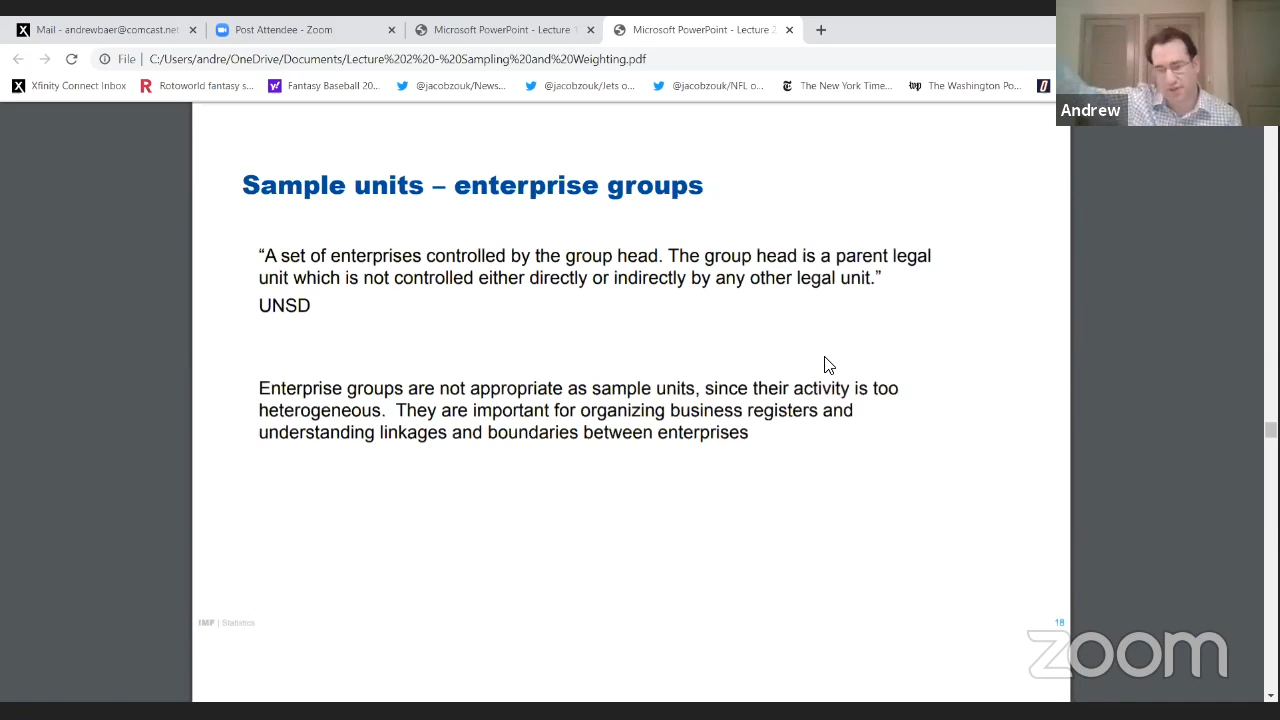 Mail - andrewbaer@comcast.net
Post Attendee - Zoom
Microsoft PowerPoint - Lecture 1
Microsoft PowerPoint - Lecture 2
File | C:/Users/andre/OneDrive/Documents/Lecture%202%20-%20Sampling%20and%20Weighting.pdf
Xfinity Connect Inbox
Rotoworld fantasy s...
Fantasy Baseball 20...
@jacobzouk/News...
@jacobzouk/Jets o...
@jacobzouk/NFL o...
The New York Time...
The Washington Po...
Andrew
Sample units – enterprise groups
“A set of enterprises controlled by the group head. The group head is a parent legal
unit which is not controlled either directly or indirectly by any other legal unit.”
UNSD
Enterprise groups are not appropriate as sample units, since their activity is too
heterogeneous. They are important for organizing business registers and
understanding linkages and boundaries between enterprises
IMF | Statistics
18
zoom